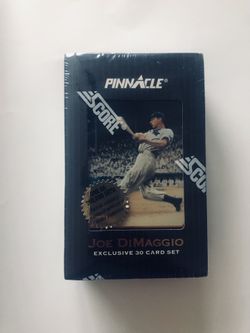 PINNACLE®
SCORE
SCORE
JOE DIMAGGIO
EXCLUSIVE 30 CARD SET